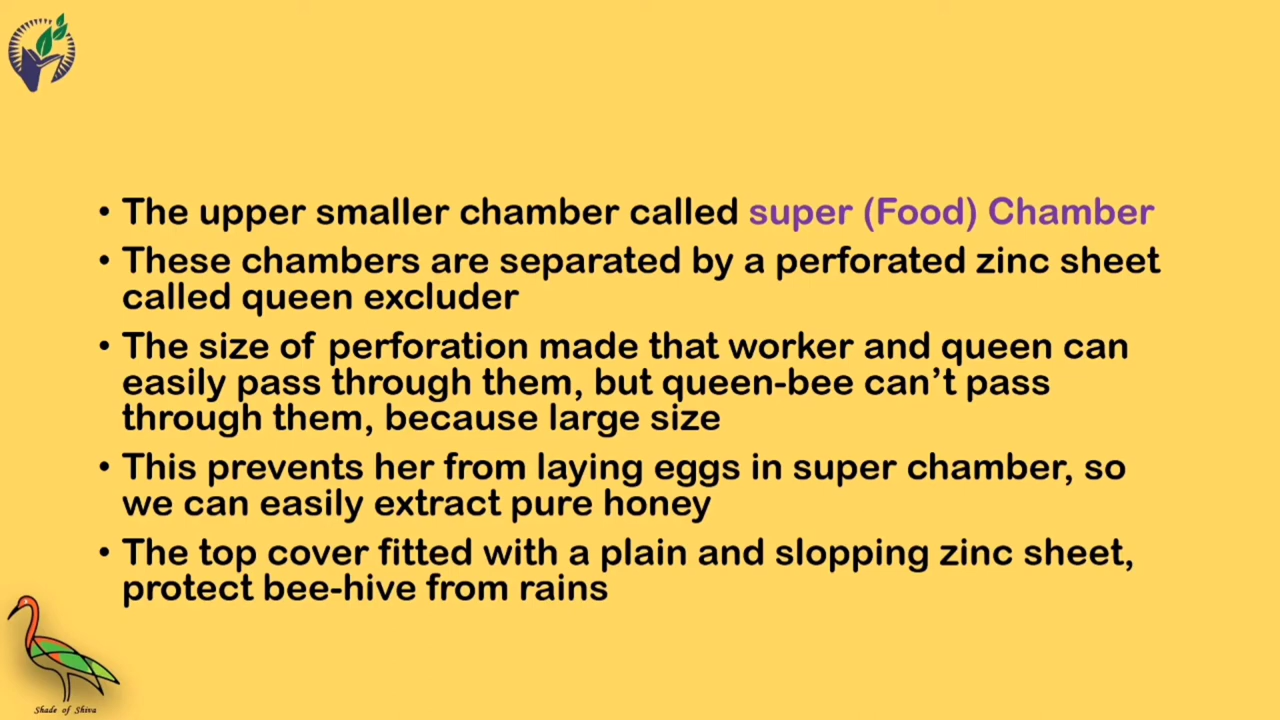 • The upper smaller chamber called super (Food) Chamber
• These chambers are separated by a perforated zinc sheet
called queen excluder
• The size of perforation made that worker and queen can
easily pass through them, but queen-bee can't pass
through them, because large size
• This prevents her from laying eggs in super chamber, so
we can easily extract pure honey
• The top cover fitted with a plain and slopping zinc sheet,
protect bee-hive from rains
Shade of Shiva